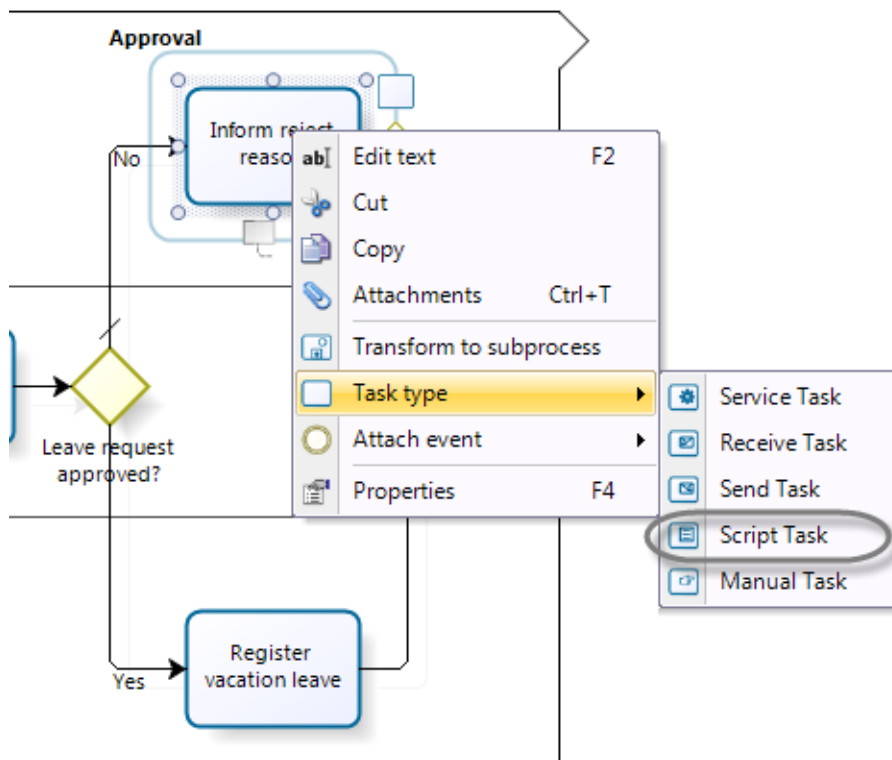 Approval
Inform reject
reaso
No
ab
Edit text F2
Cut
Copy
Attachments Ctrl+T
Transform to subprocess
Task type
Attach event
Properties F4
Service Task
Receive Task
Send Task
Script Task
Manual Task
Leave request
approved?
Yes
Register
vacation leave